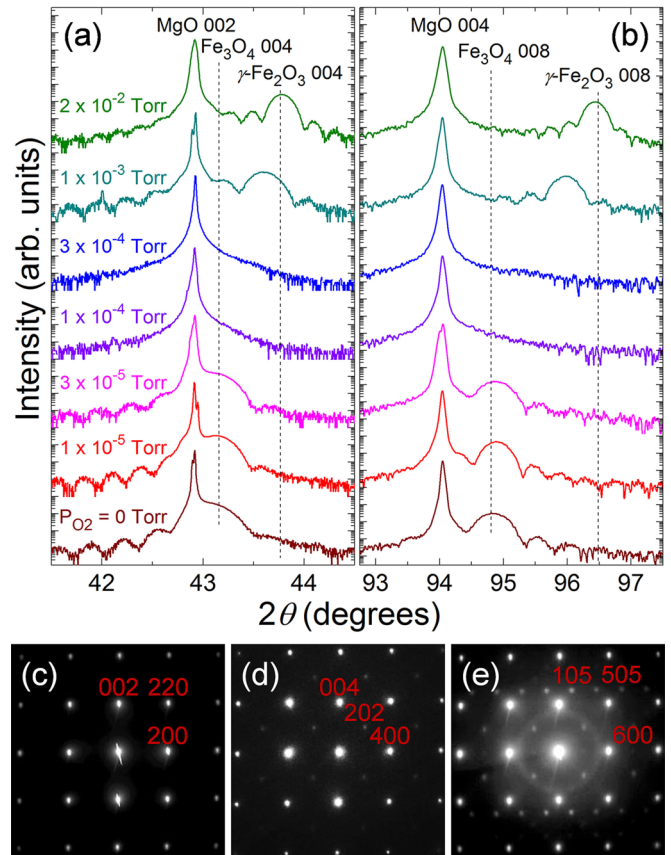 (a)
MgO 002
Fe₃O₄ 004
γ-Fe₂O₃ 004
2 x 10⁻² Torr
1 x 10⁻³ Torr
3 x 10⁻⁴ Torr
1 x 10⁻⁴ Torr
3 x 10⁻⁵ Torr
1 x 10⁻⁵ Torr
P_O2 = 0 Torr
42 43 44
(b)
MgO 004
Fe₃O₄ 008
γ-Fe₂O₃ 008
93 94 95 96 97
Intensity (arb. units)
2θ (degrees)
(c)
002 220
200
(d)
004
202
400
(e)
105 505
600